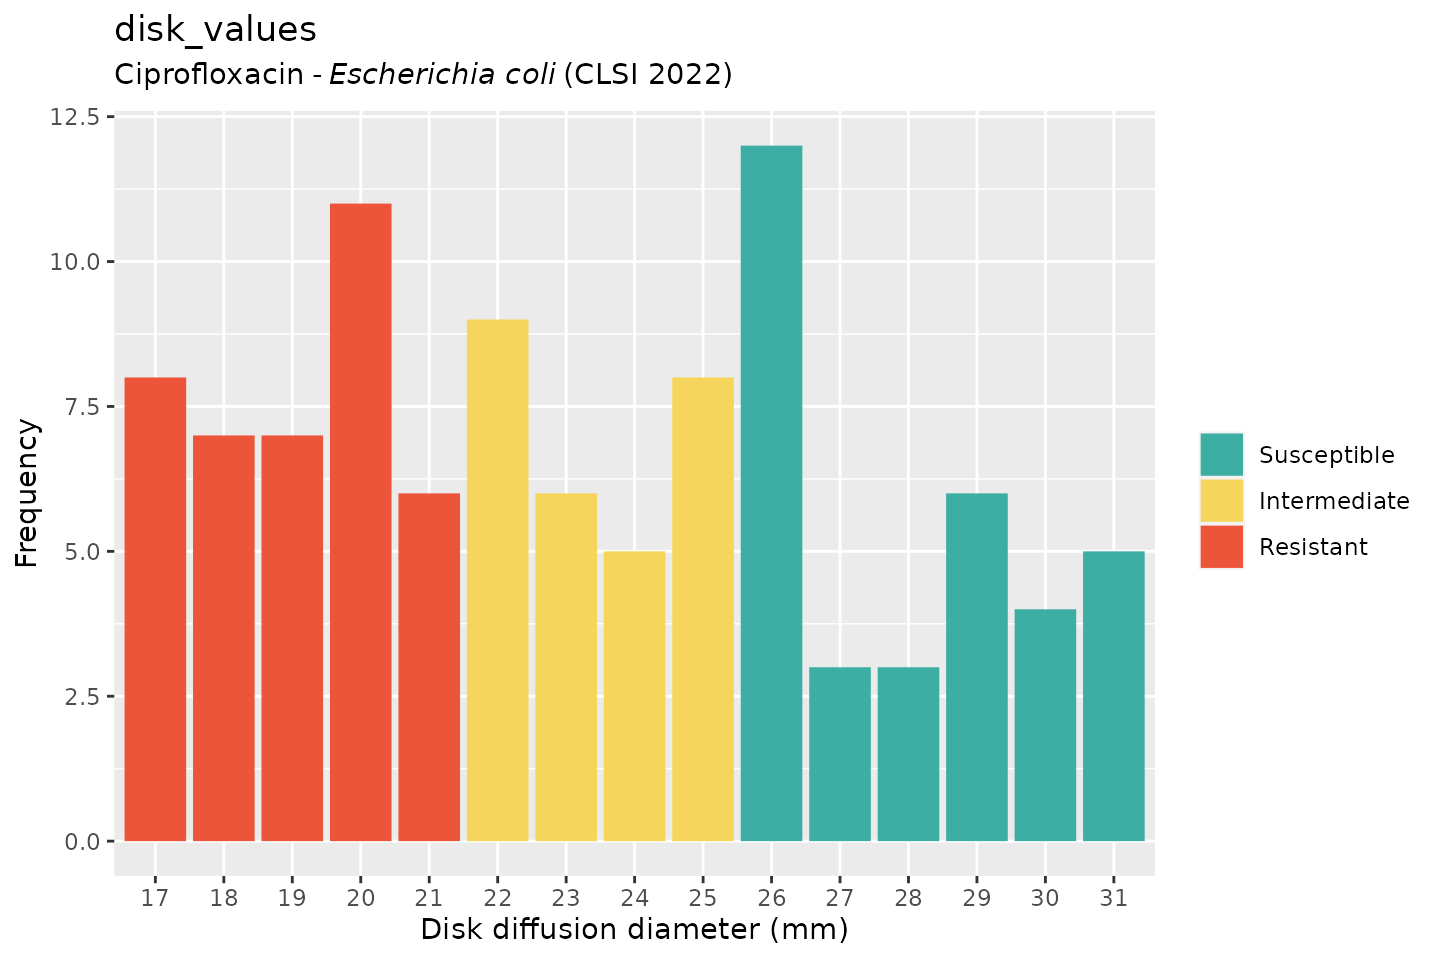 disk_values
Ciprofloxacin - Escherichia coli (CLSI 2022)
12.5
10.0
7.5
5.0
2.5
0.0
Frequency
17 18 19 20 21 22 23 24 25 26 27 28 29 30 31
Disk diffusion diameter (mm)
Susceptible
Intermediate
Resistant